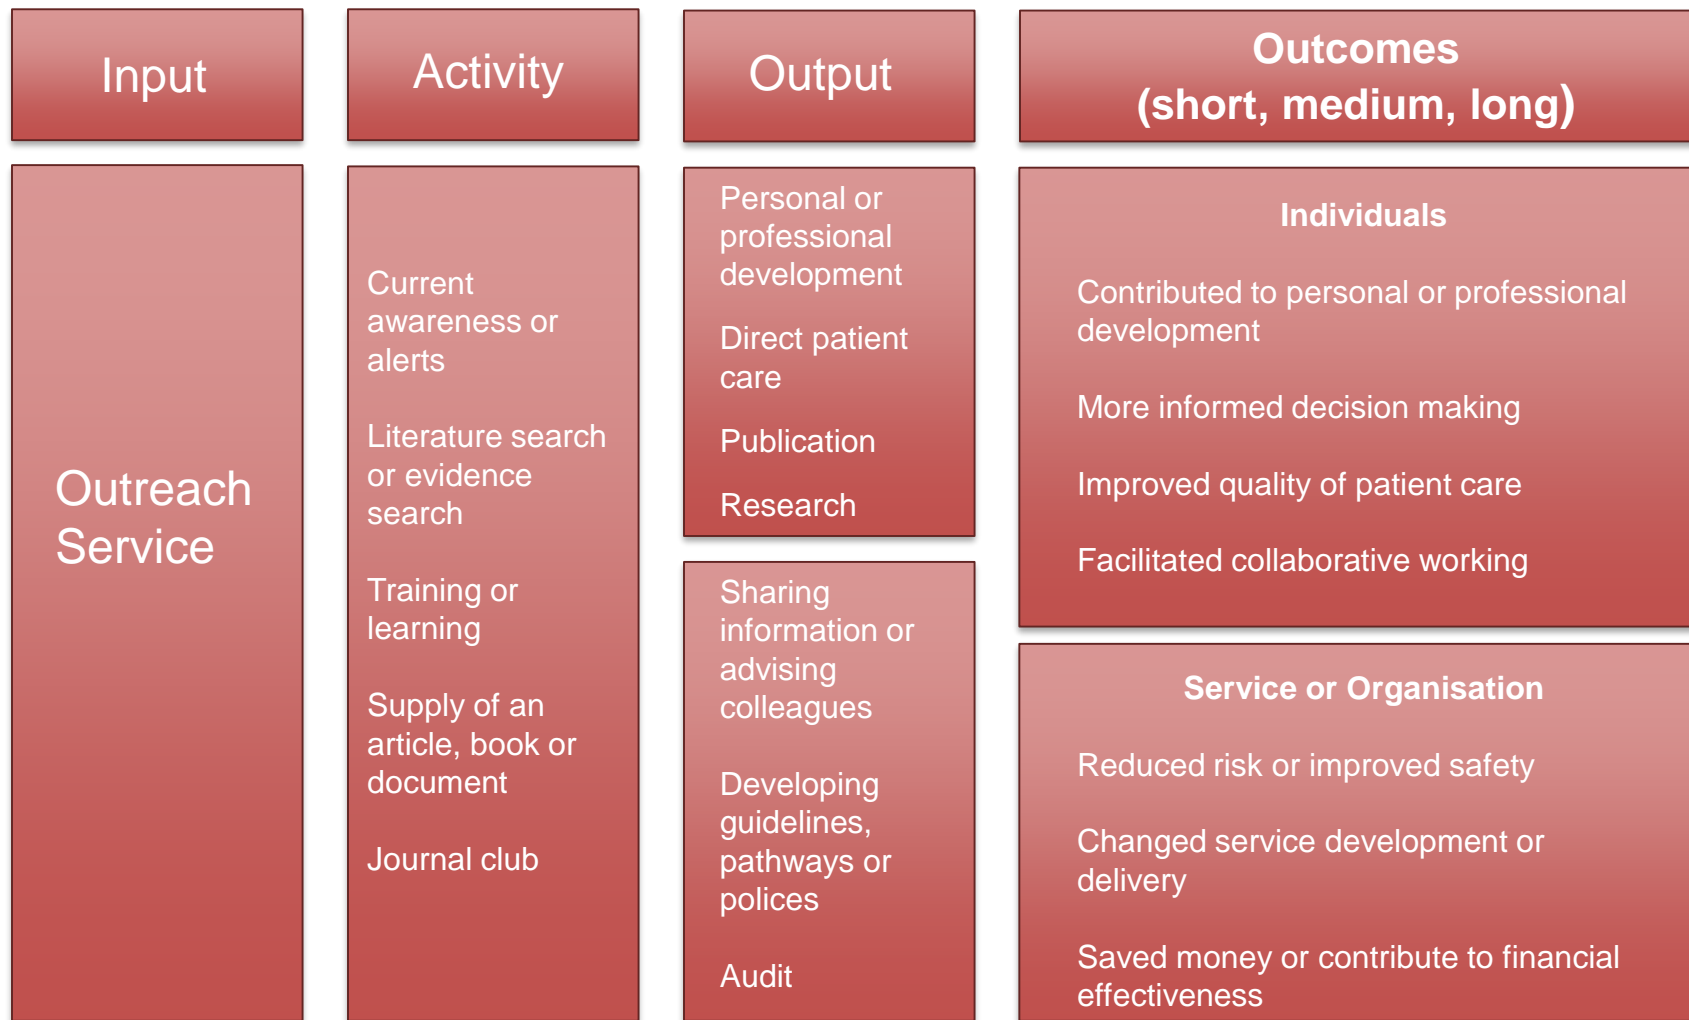 Input
Activity
Output
Outcomes
(short, medium, long)
Outreach
Service
Current
awareness or
alerts
Literature search
or evidence
search
Training or
learning
Supply of an
article, book or
document
Journal club
Personal or
professional
development
Direct patient
care
Publication
Research
Sharing
information or
advising
colleagues
Developing
guidelines,
pathways or
polices
Audit
Individuals
Contributed to personal or professional
development
More informed decision making
Improved quality of patient care
Facilitated collaborative working
Service or Organisation
Reduced risk or improved safety
Changed service development or
delivery
Saved money or contribute to financial
effectiveness